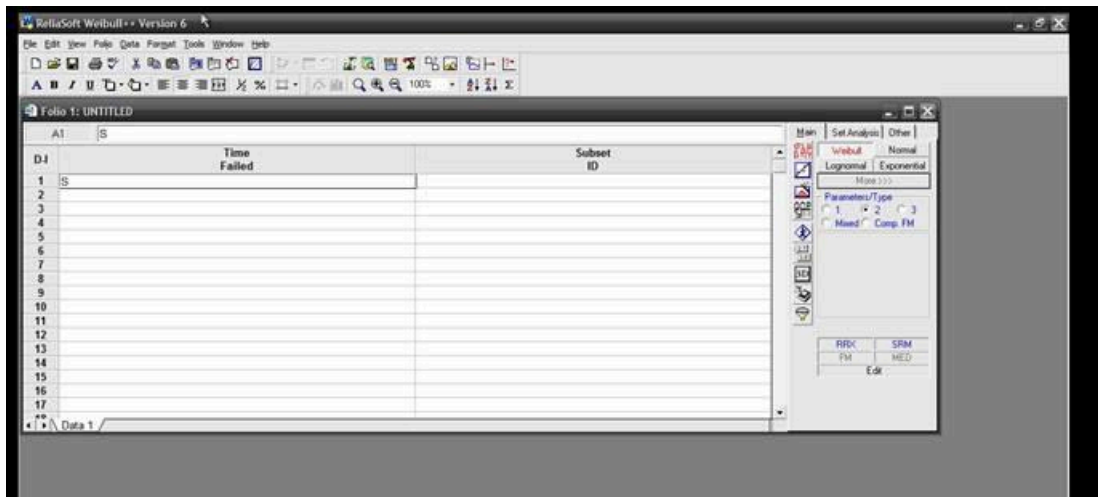 ReliaSoft Weibull++ Version 6
File Edit View Folio Data Format Tools Window Help
100%
Folio 1: UNTITLED
A1 S
Main Set Analysis Other
Time Failed
Subset ID
1 S
2
3
4
5
6
7
8
9
10
11
12
13
14
15
16
17
Data 1
Weibull Normal
Lognormal Exponential
More >>>
Parameters/Type
1 2 3
Mixed Comp. FM
RRX SRM
FM MED
Edit